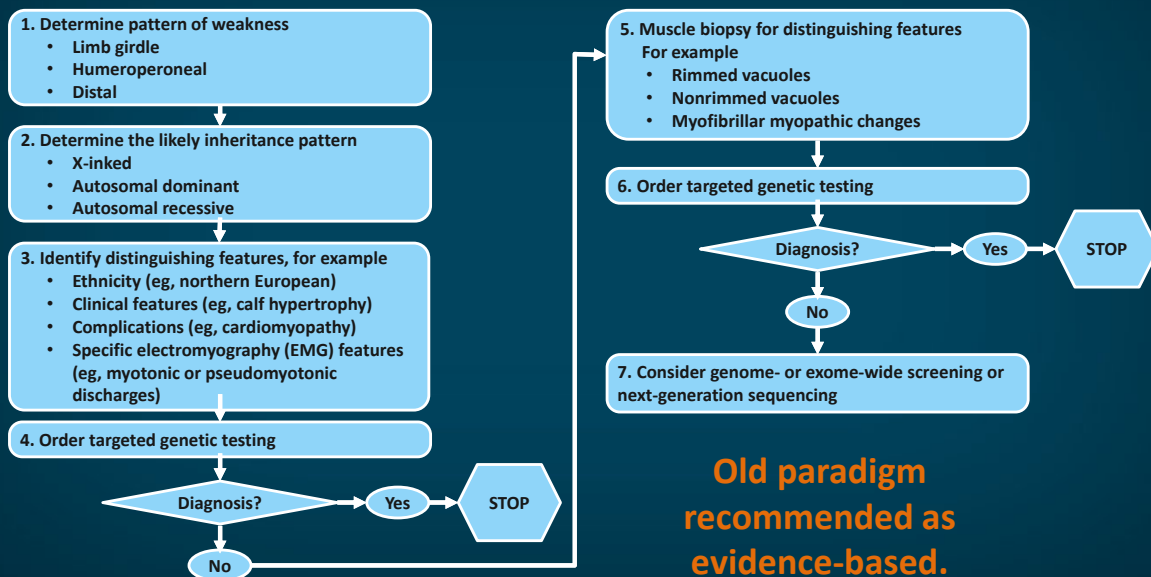 1. Determine pattern of weakness
• Limb girdle
• Humeroperoneal
• Distal
2. Determine the likely inheritance pattern
• X-inked
• Autosomal dominant
• Autosomal recessive
3. Identify distinguishing features, for example
• Ethnicity (eg, northern European)
• Clinical features (eg, calf hypertrophy)
• Complications (eg, cardiomyopathy)
• Specific electromyography (EMG) features
(eg, myotonic or pseudomyotonic
discharges)
4. Order targeted genetic testing
Diagnosis?
Yes
STOP
No
5. Muscle biopsy for distinguishing features
For example
• Rimmed vacuoles
• Nonrimmed vacuoles
• Myofibrillar myopathic changes
6. Order targeted genetic testing
Diagnosis?
Yes
STOP
No
7. Consider genome- or exome-wide screening or
next-generation sequencing
Old paradigm
recommended as
evidence-based.